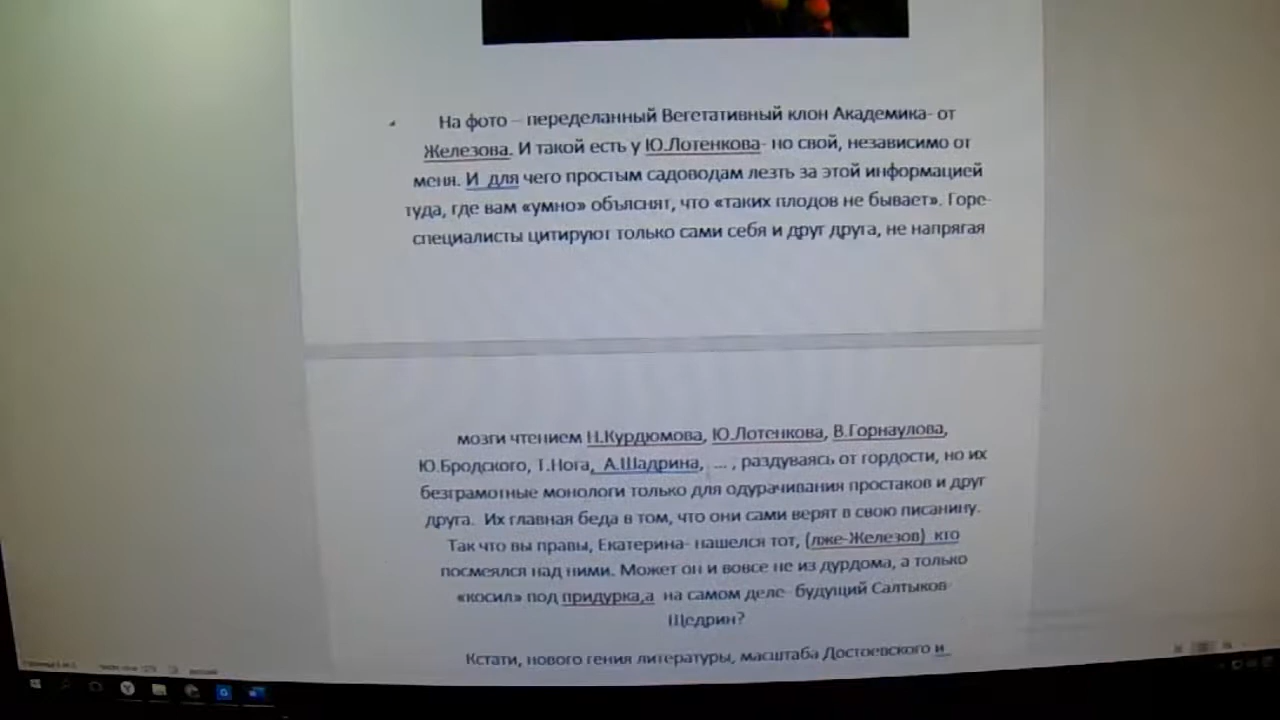 На фото – переделанный Вегетативный клон Академика- от
Железова. И такой есть у Ю.Лотенкова- но свой, независимо от
меня. И  для чего простым садоводам лезть за этой информацией
туда, где вам «умно» объяснят, что «таких плодов не бывает». Горе-
специалисты цитируют только сами себя и друг друга, не напрягая
мозги чтением Н.Курдюмова, Ю.Лотенкова, В.Горнаулова,
Ю.Бродского, Т.Нога,  А.Шадрина,  ... , раздуваясь от гордости, но их
безграмотные монологи только для одурачивания простаков и друг
друга.  Их главная беда в том, что они сами верят в свою писанину.
Так что вы правы, Екатерина- нашелся тот, (лже-Железов)  кто
посмеялся над ними. Может он и вовсе не из дурдома, а только
«косил» под придурка,а  на самом деле- будущий Салтыков-
Щедрин?
Кстати, нового гения литературы, масштаба Достоевского и